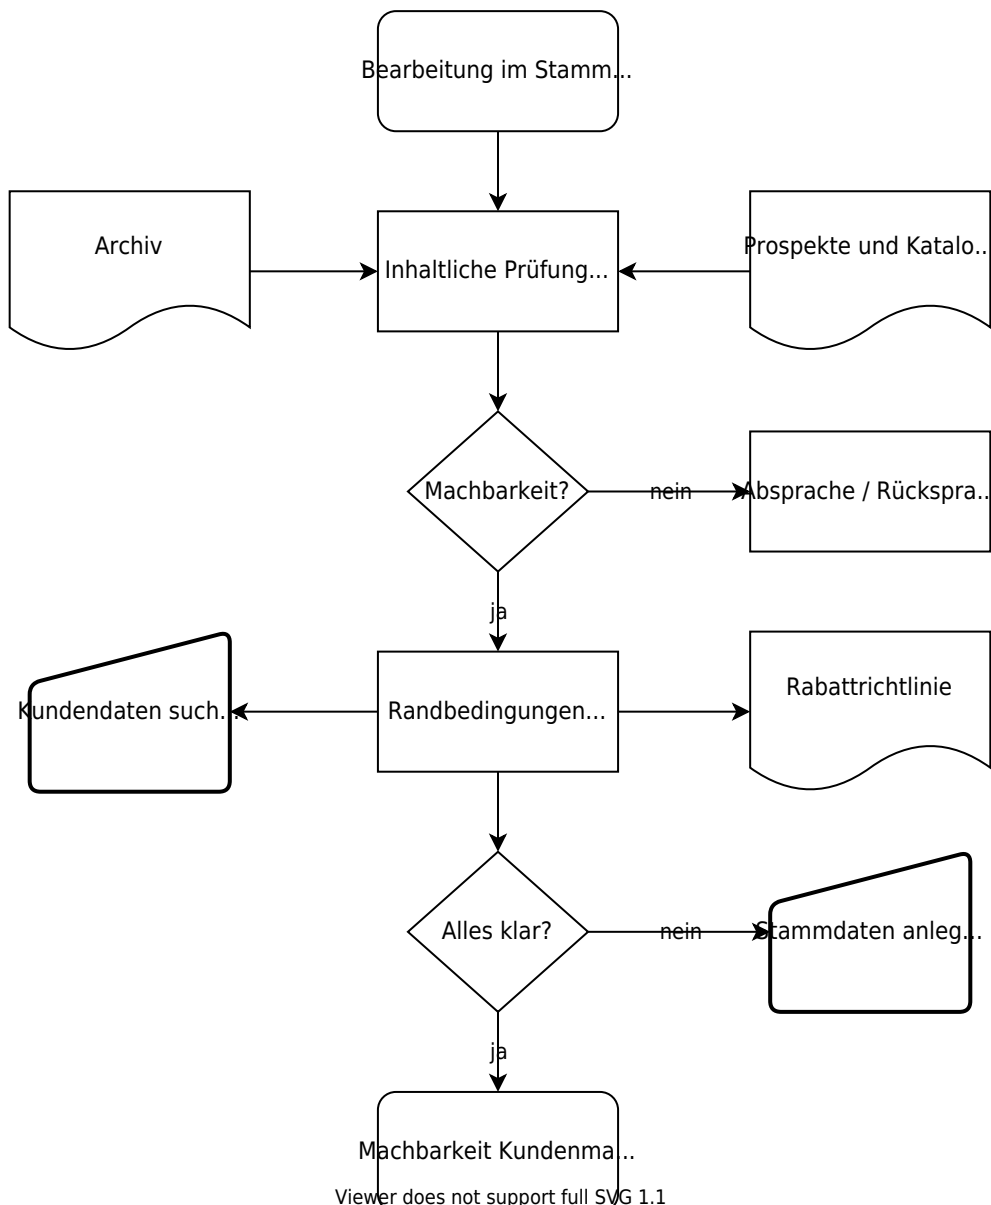 Bearbeitung im Stamm...
Archiv
Inhaltliche Prüfung...
Prospekte und Katalo...
Machbarkeit?
nein
Absprache / Rückspra...
ja
Kundendaten such...
Randbedingungen...
Rabattrichtlinie
Alles klar?
nein
Stammdaten anleg...
ja
Machbarkeit Kundenma...
Viewer does not support full SVG 1.1